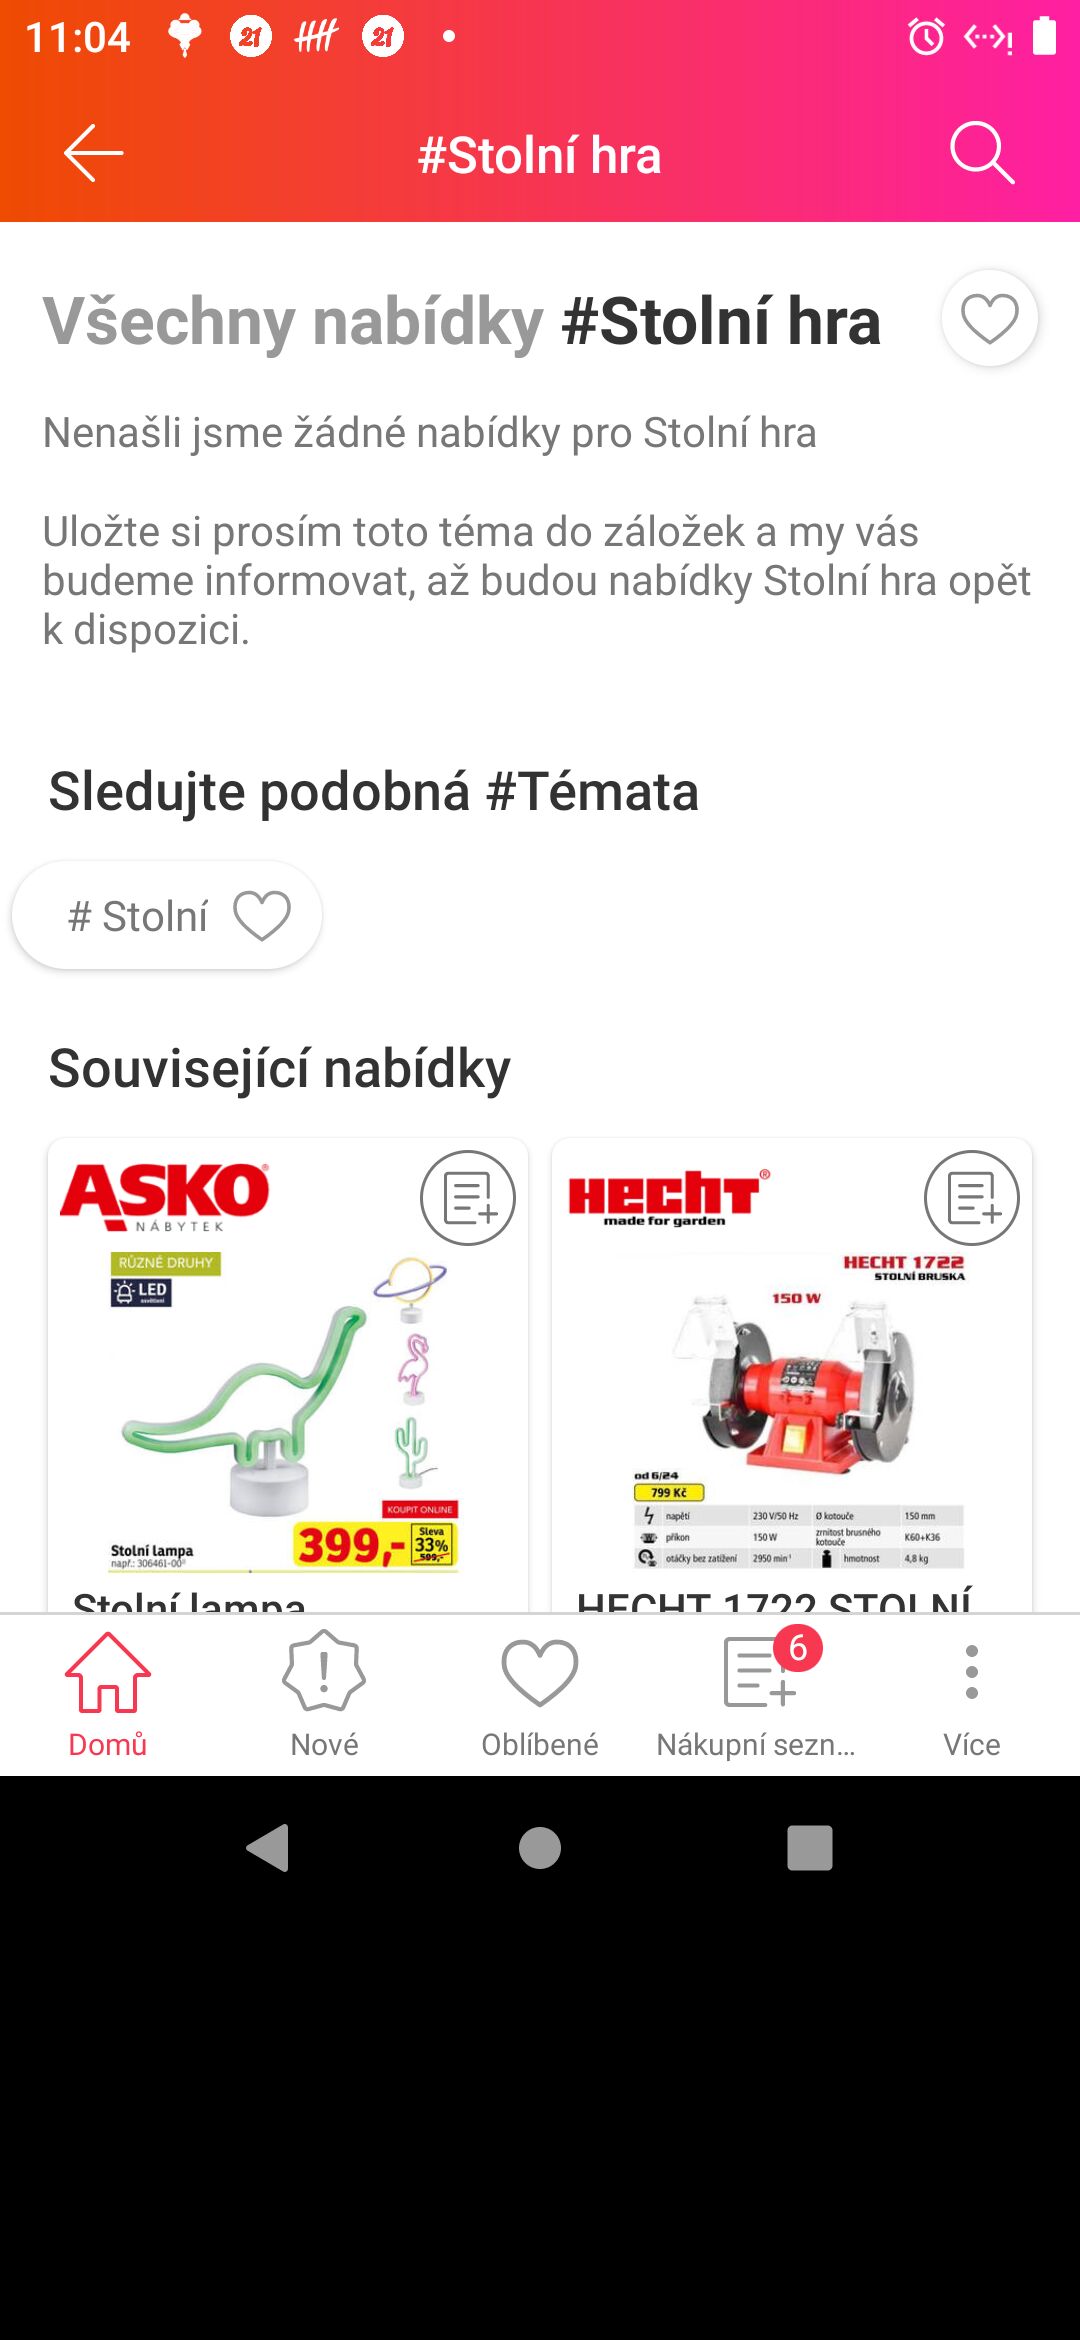 11:04
21
21
#Stolní hra
Všechny nabídky #Stolní hra
Nenašli jsme žádné nabídky pro Stolní hra
Uložte si prosím toto téma do záložek a my vás
budeme informovat, až budou nabídky Stolní hra opět
k dispozici.
Sledujte podobná #Témata
# Stolní
Související nabídky
ASKO
NÁBYTEK
RŮZNÉ DRUHY
LED
osvětlení
KOUPIT ONLINE
399,-
Sleva
33%
599,-
Stolní lampa
např.: 306461-00
Stolní lampa
HECHT
made for garden
HECHT 1722
STOLNÍ BRUSKA
150 W
od 6/24
799 Kč
napětí 230 V/50 Hz Ø kotouče 150 mm
příkon 150 W zrnitost brusného kotouče K60+K36
otáčky bez zatížení 2950 min⁻¹ hmotnost 4,8 kg
HECHT 1722 STOLNÍ
6
Domů
Nové
Oblíbené
Nákupní sezn...
Více